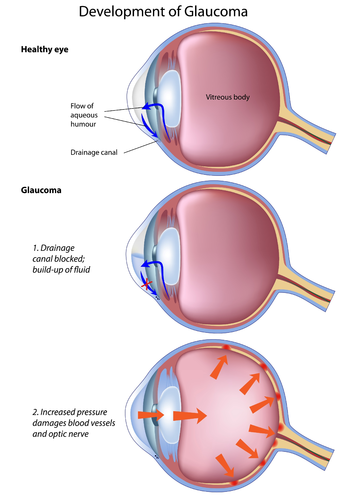 Development of Glaucoma
Healthy eye
Vitreous body
Flow of
aqueous
humour
Drainage canal
Glaucoma
1. Drainage
canal blocked;
build-up of fluid
2. Increased pressure
damages blood vessels
and optic nerve